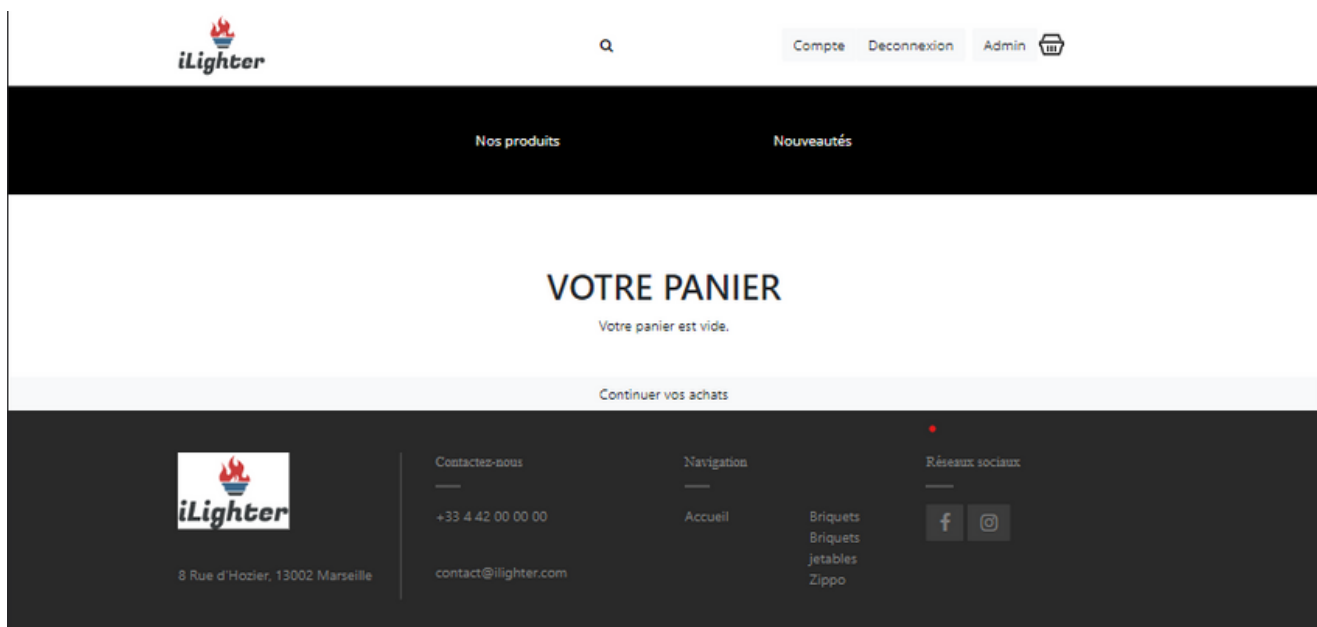 iLighter
Compte Deconnexion Admin
Nos produits Nouveautés
VOTRE PANIER
Votre panier est vide.
Continuer vos achats
iLighter
8 Rue d'Hozier, 13002 Marseille
Contactez-nous
+33 4 42 00 00 00
contact@ilighter.com
Navigation
Accueil
Briquets
Briquets
jetables
Zippo
Réseaux sociaux